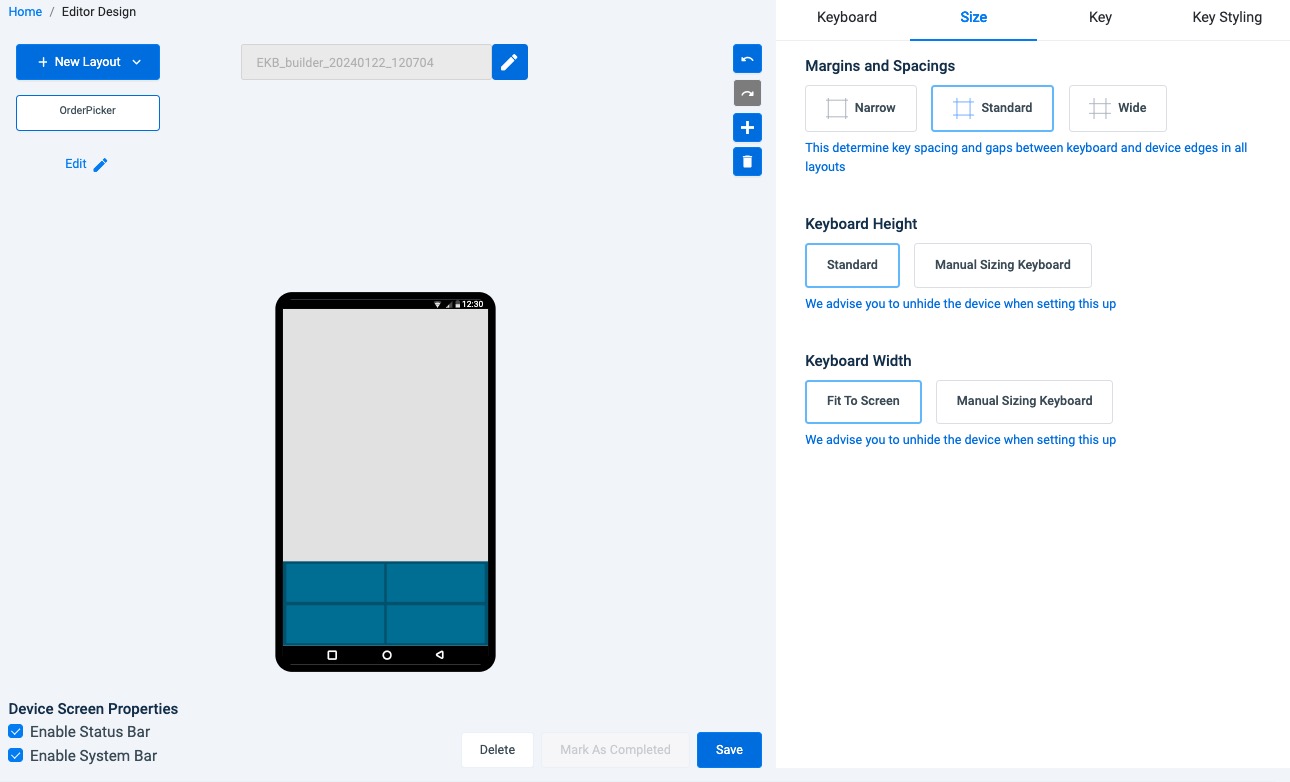 Home / Editor Design
New Layout
EKB_builder_20240122_120704
OrderPicker
Edit
12:30
Device Screen Properties
Enable Status Bar
Enable System Bar
Delete
Mark As Completed
Save
Keyboard
Size
Key
Key Styling
Margins and Spacings
Narrow
Standard
Wide
This determine key spacing and gaps between keyboard and device edges in all
layouts
Keyboard Height
Standard
Manual Sizing Keyboard
We advise you to unhide the device when setting this up
Keyboard Width
Fit To Screen
Manual Sizing Keyboard
We advise you to unhide the device when setting this up